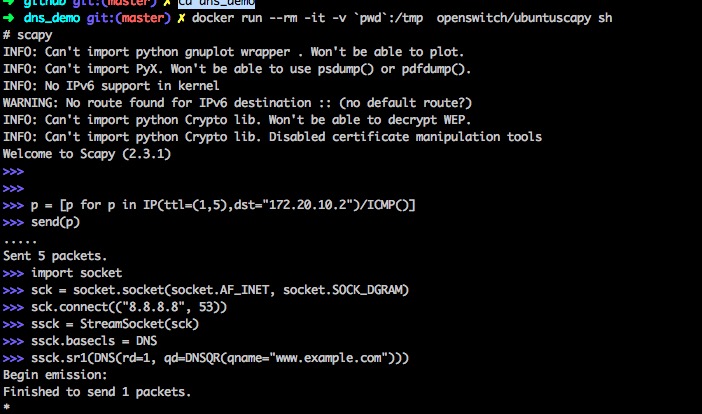 ➜ github git:(master) ✗ cd dns_demo
➜ dns_demo git:(master) ✗ docker run --rm -it -v `pwd`:/tmp openswitch/ubuntuscapy sh
# scapy
INFO: Can't import python gnuplot wrapper . Won't be able to plot.
INFO: Can't import PyX. Won't be able to use psdump() or pdfdump().
INFO: No IPv6 support in kernel
WARNING: No route found for IPv6 destination :: (no default route?)
INFO: Can't import python Crypto lib. Won't be able to decrypt WEP.
INFO: Can't import python Crypto lib. Disabled certificate manipulation tools
Welcome to Scapy (2.3.1)
>>>
>>>
>>> p = [p for p in IP(ttl=(1,5),dst="172.20.10.2")/ICMP()]
>>> send(p)
.....
Sent 5 packets.
>>> import socket
>>> sck = socket.socket(socket.AF_INET, socket.SOCK_DGRAM)
>>> sck.connect(("8.8.8.8", 53))
>>> ssck = StreamSocket(sck)
>>> ssck.basecls = DNS
>>> ssck.sr1(DNS(rd=1, qd=DNSQR(qname="www.example.com")))
Begin emission:
Finished to send 1 packets.
*